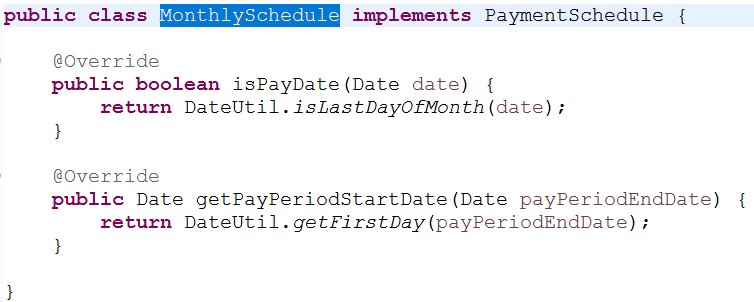 public class MonthlySchedule implements PaymentSchedule {
@Override
public boolean isPayDate(Date date) {
return DateUtil.isLastDayOfMonth(date);
}
@Override
public Date getPayPeriodStartDate(Date payPeriodEndDate) {
return DateUtil.getFirstDay(payPeriodEndDate);
}
}